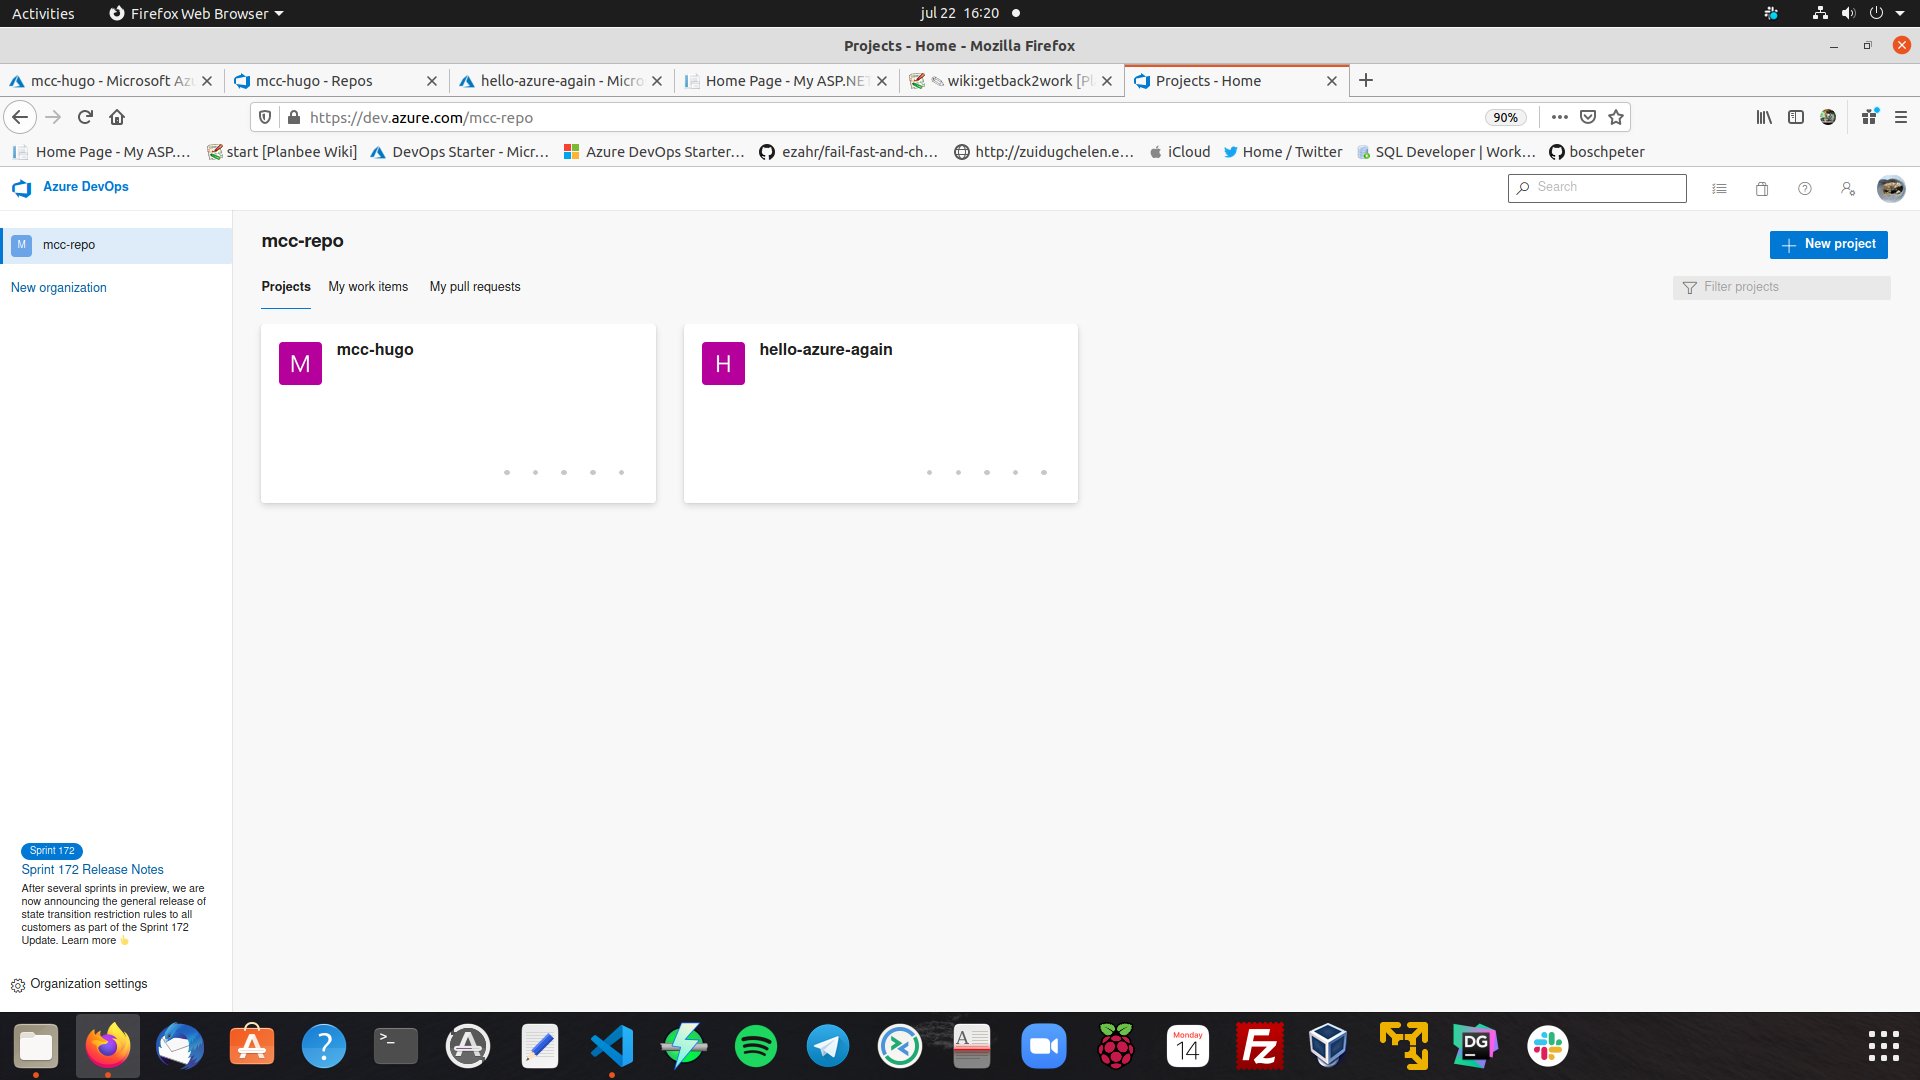 Activities
Firefox Web Browser
jul 22 16:20
Projects - Home - Mozilla Firefox
mcc-hugo - Microsoft Az
mcc-hugo - Repos
hello-azure-again - Micro
Home Page - My ASP.NET
wiki:getback2work [Pl
Projects - Home
https://dev.azure.com/mcc-repo
90%
Home Page - My ASP.…
start [Planbee Wiki]
DevOps Starter - Micr…
Azure DevOps Starter…
ezahr/fail-fast-and-ch…
http://zuidugchelen.e…
iCloud
Home / Twitter
SQL Developer | Work…
boschpeter
Azure DevOps
Search
M
mcc-repo
New organization
mcc-repo
New project
Projects
My work items
My pull requests
Filter projects
M
mcc-hugo
H
hello-azure-again
Sprint 172
Sprint 172 Release Notes
After several sprints in preview, we are
now announcing the general release of
state transition restriction rules to all
customers as part of the Sprint 172
Update. Learn more
Organization settings
>_
?
A
Monday
14
Fz
DG